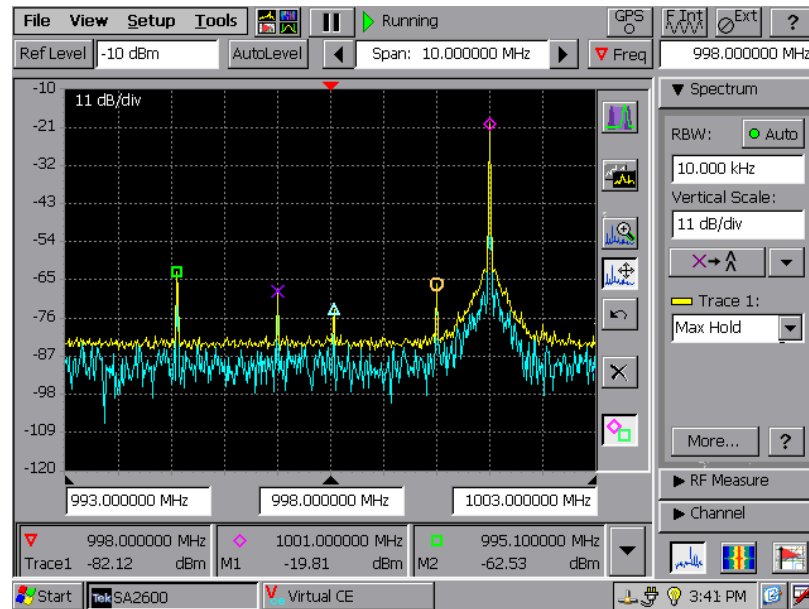 File View Setup Tools Running GPS F Int Ext ?
Ref Level -10 dBm AutoLevel Span: 10.000000 MHz Freq 998.000000 MHz
11 dB/div
-10
-21
-32
-43
-54
-65
-76
-87
-98
-109
-120
993.000000 MHz 998.000000 MHz 1003.000000 MHz
Spectrum
RBW: Auto
10.000 kHz
Vertical Scale:
11 dB/div
Trace 1:
Max Hold
More... ?
RF Measure
Channel
998.000000 MHz 1001.000000 MHz 995.100000 MHz
Trace1 -82.12 dBm M1 -19.81 dBm M2 -62.53 dBm
Start Tek SA2600 Virtual CE 3:41 PM